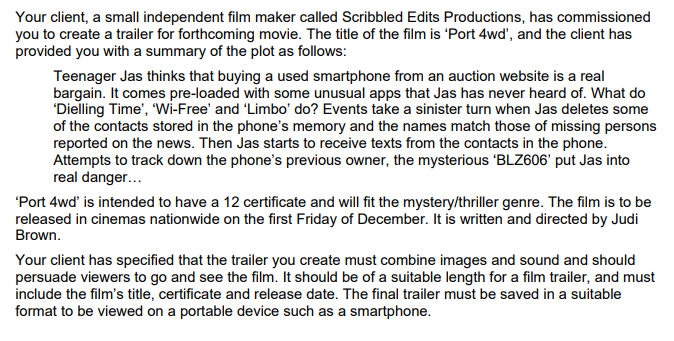 Your client, a small independent film maker called Scribbled Edits Productions, has commissioned
you to create a trailer for forthcoming movie. The title of the film is ‘Port 4wd’, and the client has
provided you with a summary of the plot as follows:
Teenager Jas thinks that buying a used smartphone from an auction website is a real
bargain. It comes pre-loaded with some unusual apps that Jas has never heard of. What do
‘Dielling Time’, ‘Wi-Free’ and ‘Limbo’ do? Events take a sinister turn when Jas deletes some
of the contacts stored in the phone’s memory and the names match those of missing persons
reported on the news. Then Jas starts to receive texts from the contacts in the phone.
Attempts to track down the phone’s previous owner, the mysterious ‘BLZ606’ put Jas into
real danger…
‘Port 4wd’ is intended to have a 12 certificate and will fit the mystery/thriller genre. The film is to be
released in cinemas nationwide on the first Friday of December. It is written and directed by Judi
Brown.
Your client has specified that the trailer you create must combine images and sound and should
persuade viewers to go and see the film. It should be of a suitable length for a film trailer, and must
include the film’s title, certificate and release date. The final trailer must be saved in a suitable
format to be viewed on a portable device such as a smartphone.